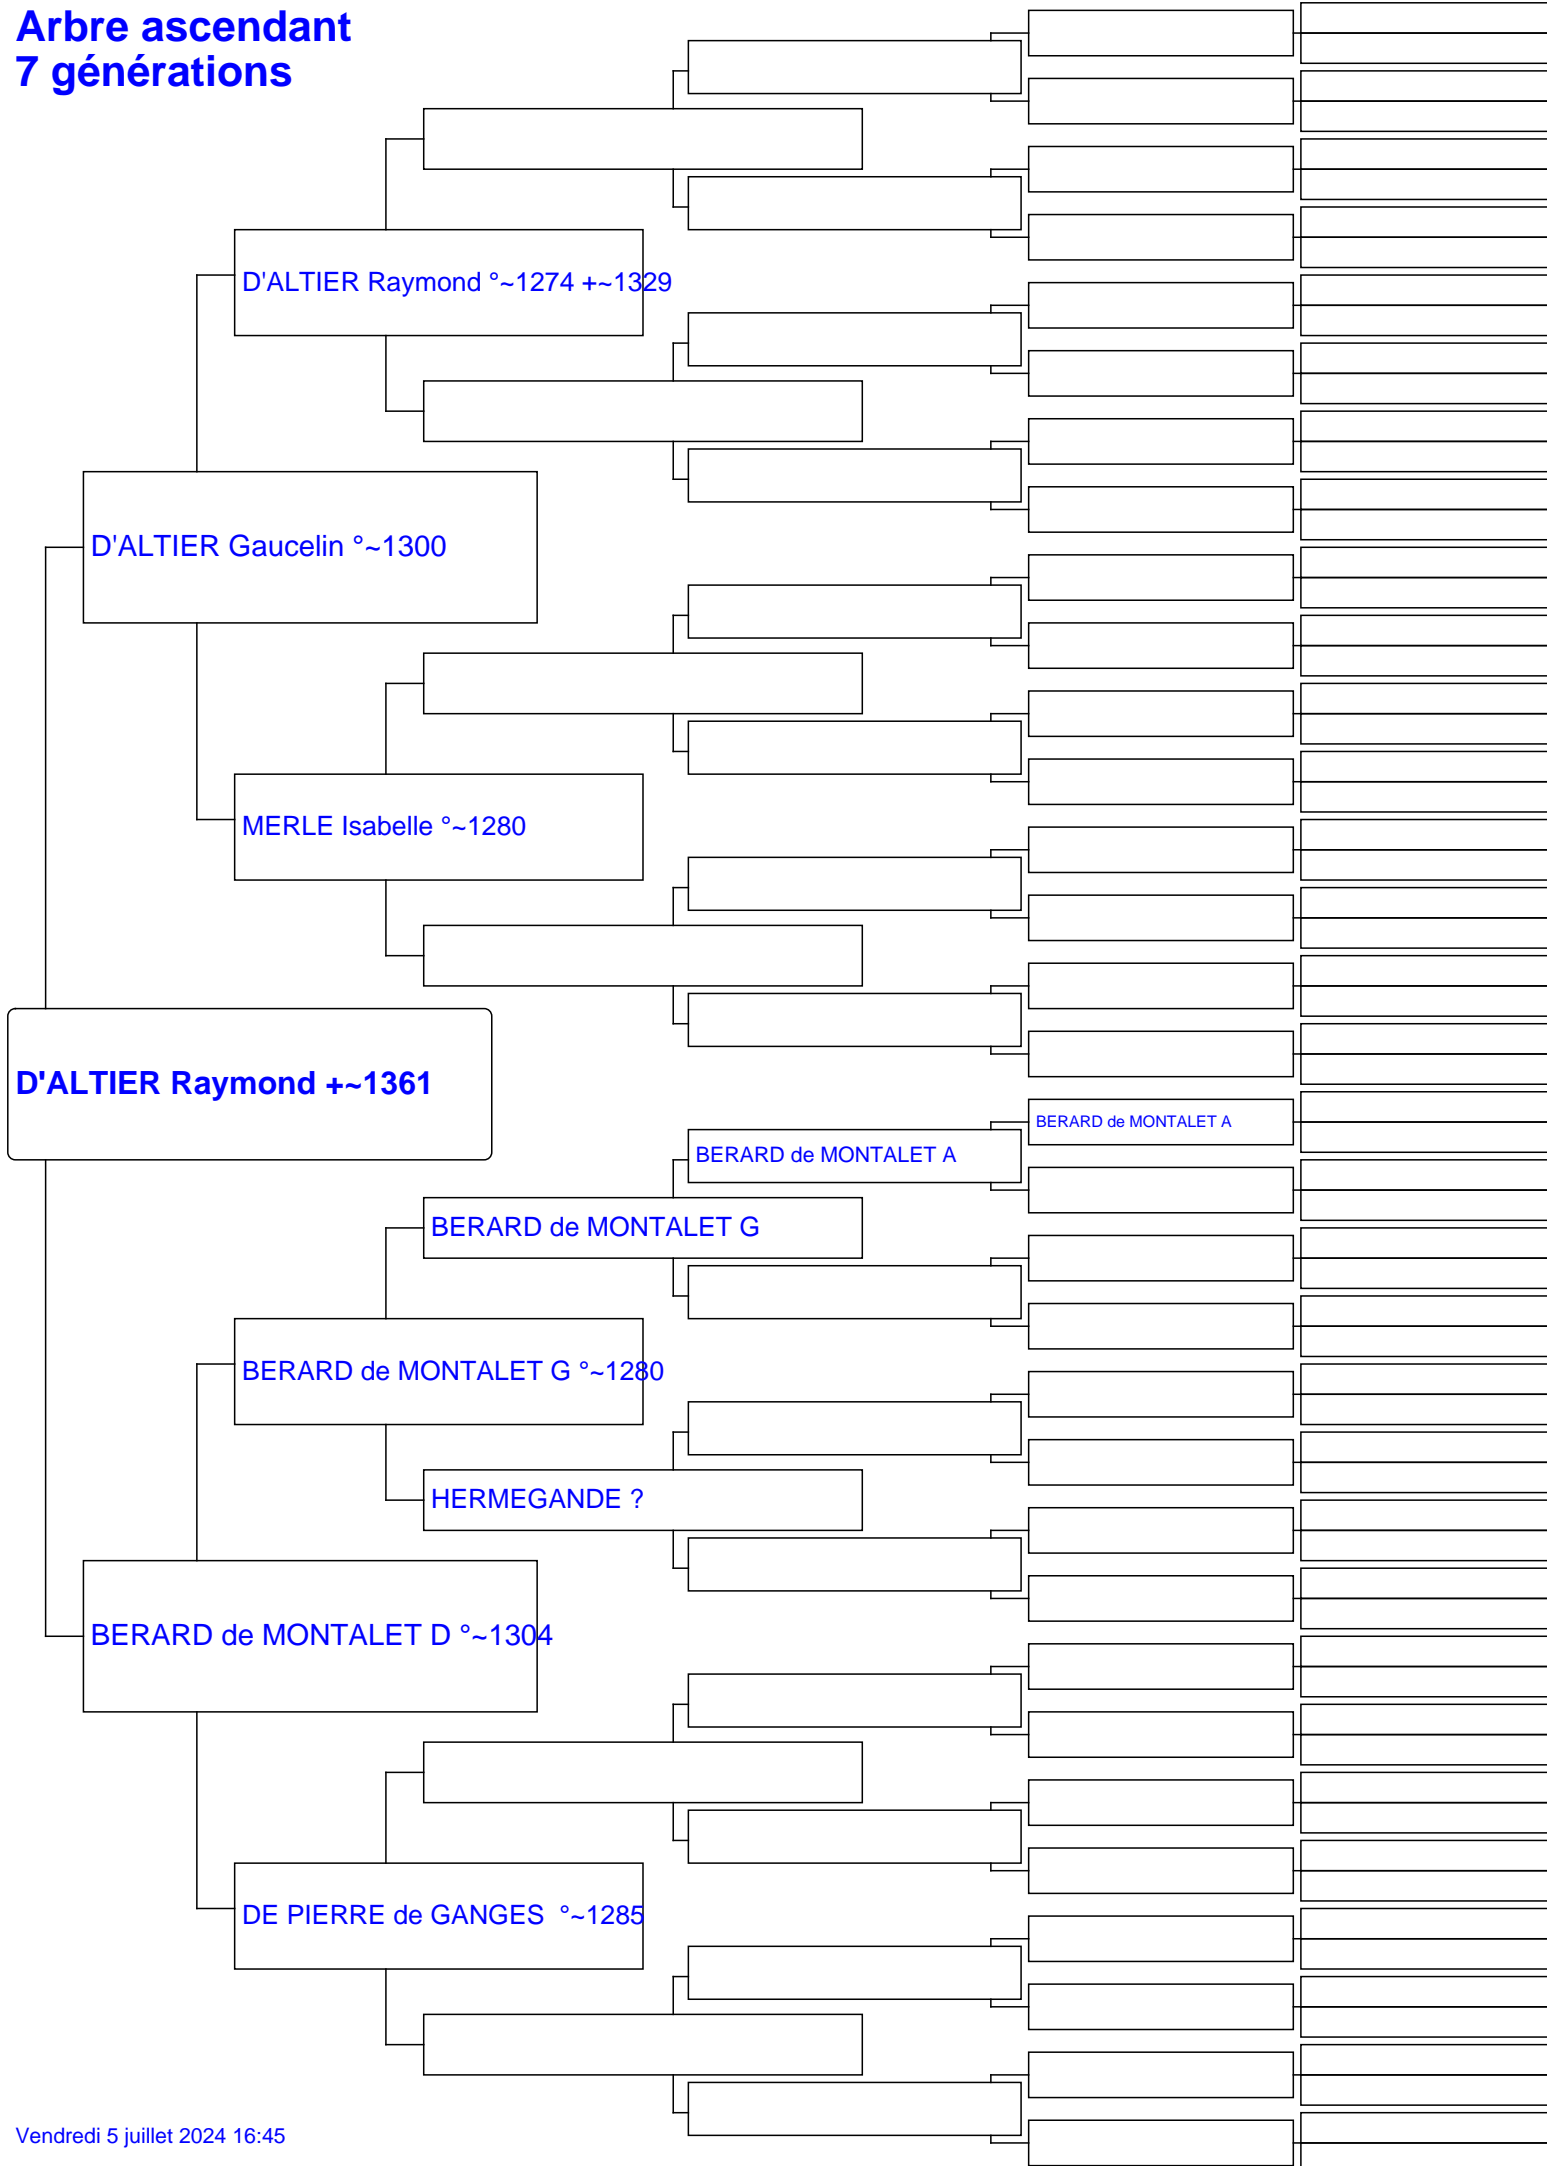 Arbre ascendant
7 générations
D'ALTIER Raymond °~1274 +~1329
D'ALTIER Gaucelin °~1300
MERLE Isabelle °~1280
D'ALTIER Raymond +~1361
BERARD de MONTALET A
BERARD de MONTALET A
BERARD de MONTALET G
BERARD de MONTALET G °~1280
HERMEGANDE ?
BERARD de MONTALET D °~1304
DE PIERRE de GANGES  °~1285
Vendredi 5 juillet 2024 16:45